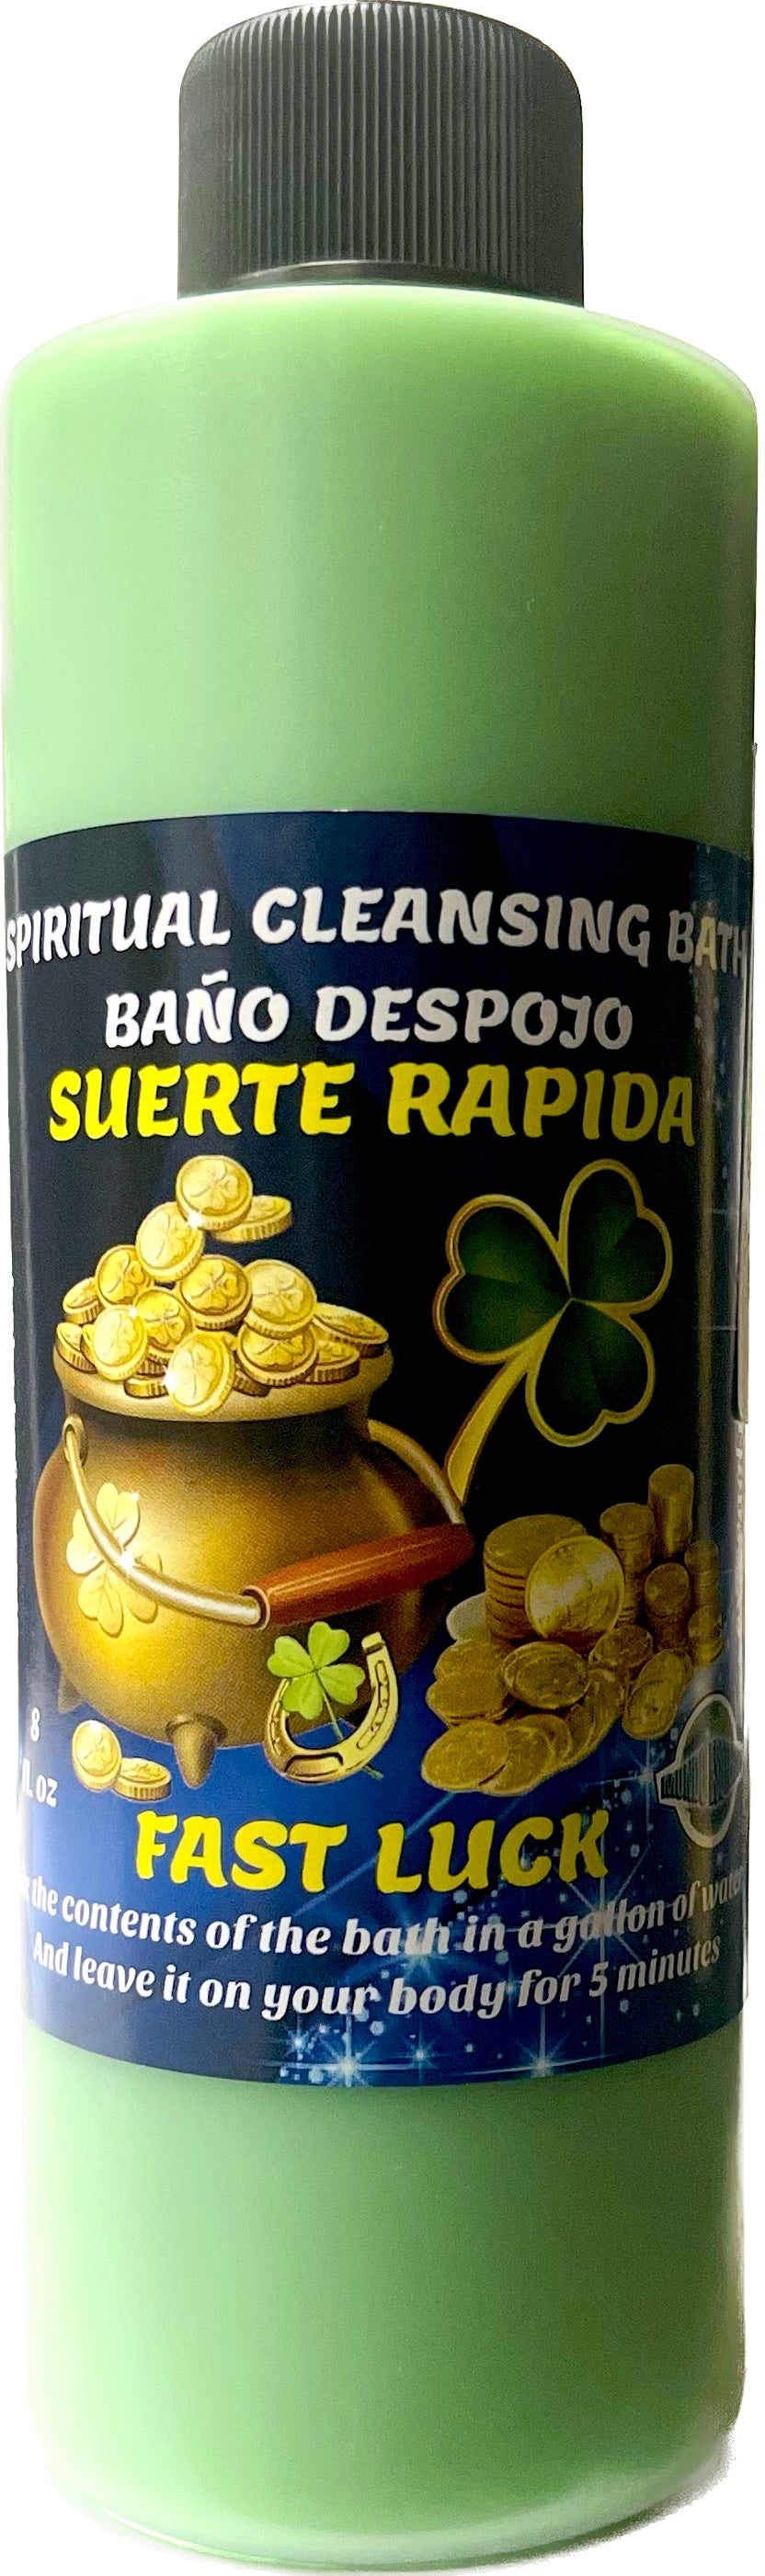 SPIRITUAL CLEANSING BATH
BAÑO DESPOJO
SUERTE RAPIDA
8
fl. oz
FAST LUCK
the contents of the bath in a gallon of water
And leave it on your body for 5 minutes